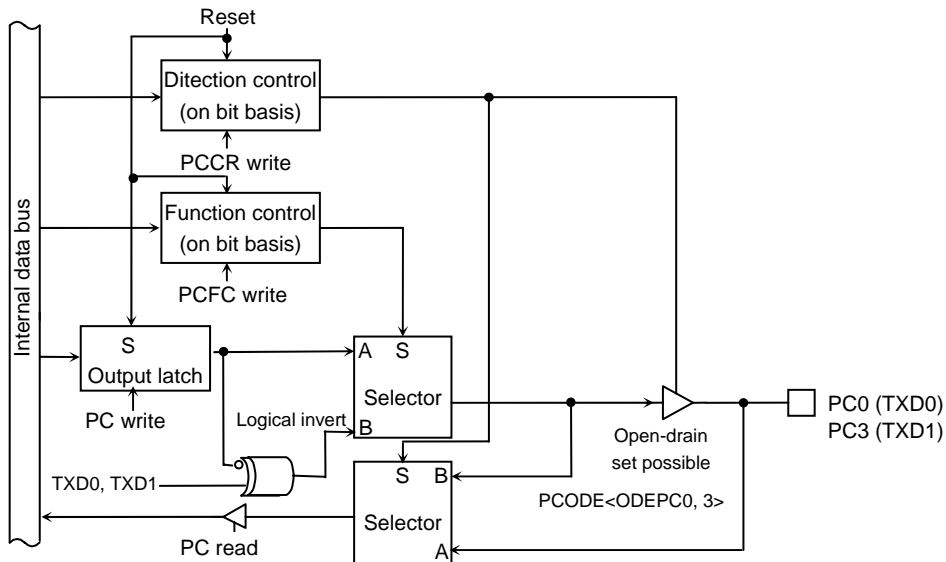 Reset
Ditection control
(on bit basis)
PCCR write
Function control
(on bit basis)
PCFC write
Internal data bus
S
Output latch
PC write
A
S
Selector
B
Logical invert
TXD0, TXD1
S
B
Selector
A
PC read
Open-drain
set possible
PCODE<ODEPC0, 3>
PC0 (TXD0)
PC3 (TXD1)